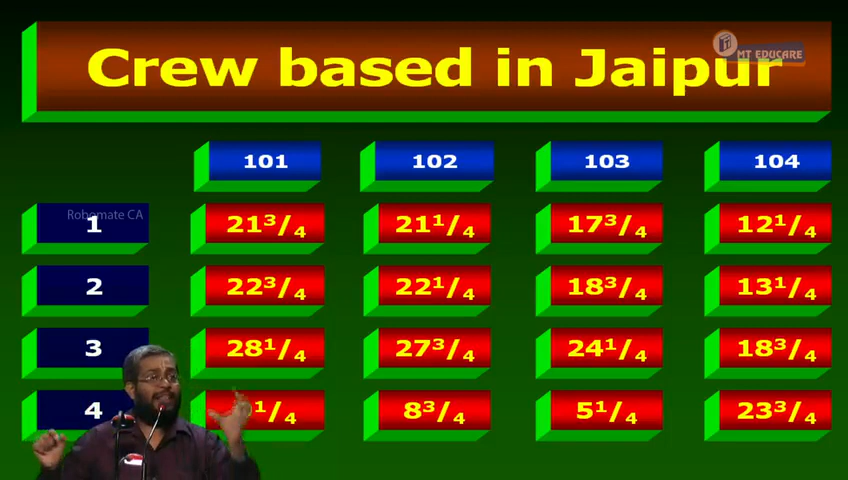 MT EDUCARE
Crew based in Jaipur
101 102 103 104
Robomate CA
1 21³/₄ 21¹/₄ 17³/₄ 12¹/₄
2 22³/₄ 22¹/₄ 18³/₄ 13¹/₄
3 28¹/₄ 27³/₄ 24¹/₄ 18³/₄
4 ¹/₄ 8³/₄ 5¹/₄ 23³/₄